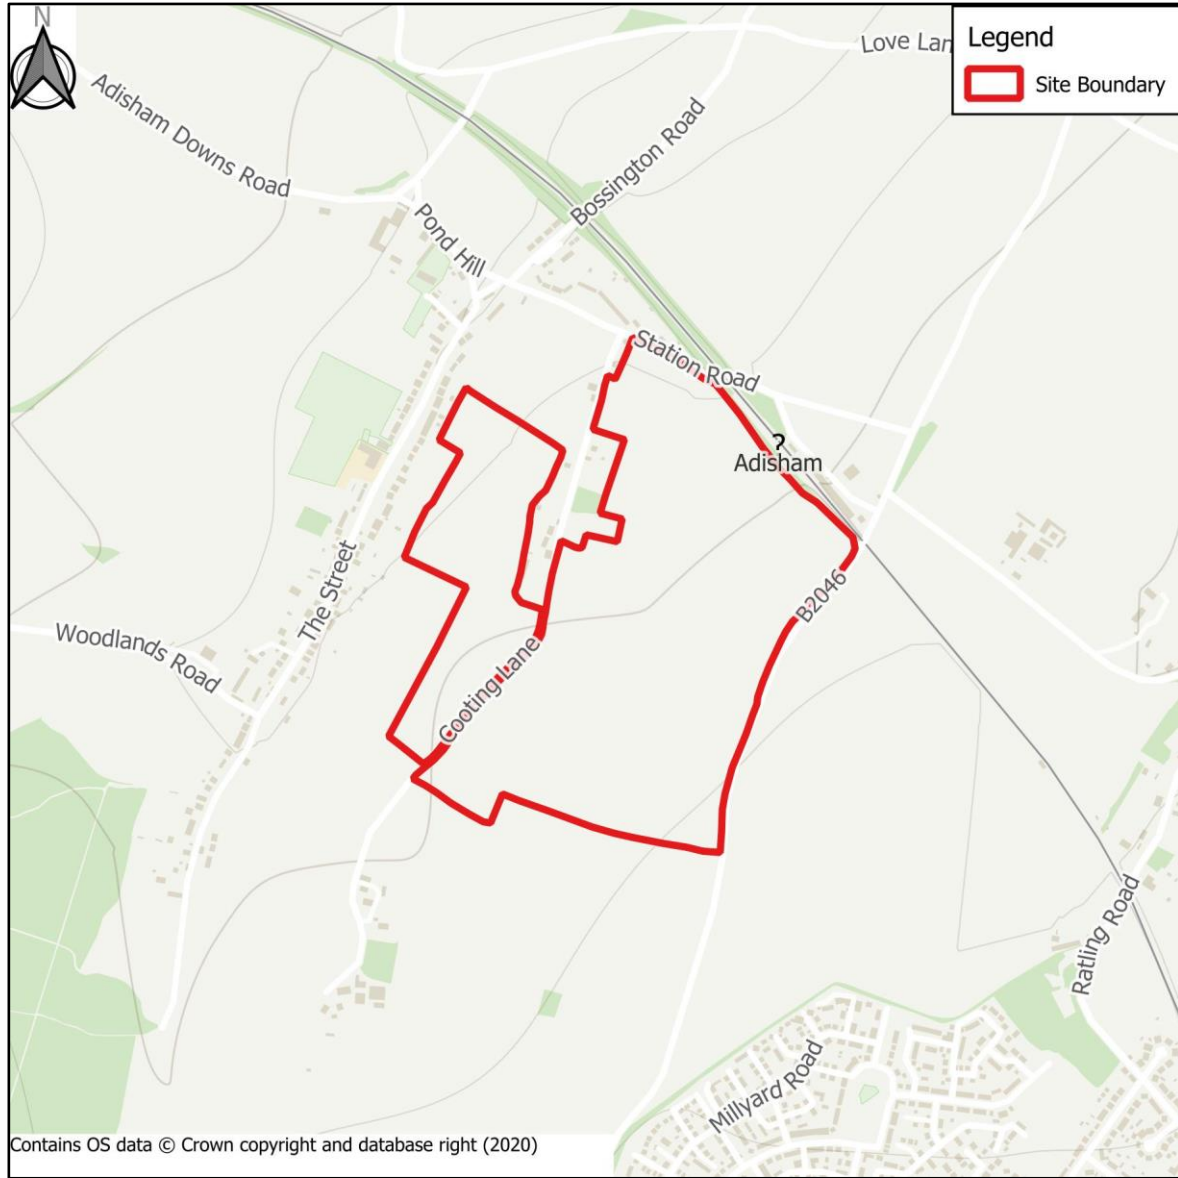 N
Legend
Site Boundary
Love Lan
Adisham Downs Road
Bossington Road
Pond Hill
Station Road
?
Adisham
The Street
B2046
Woodlands Road
Cooting Lane
Ratling Road
Millyard Road
Contains OS data © Crown copyright and database right (2020)